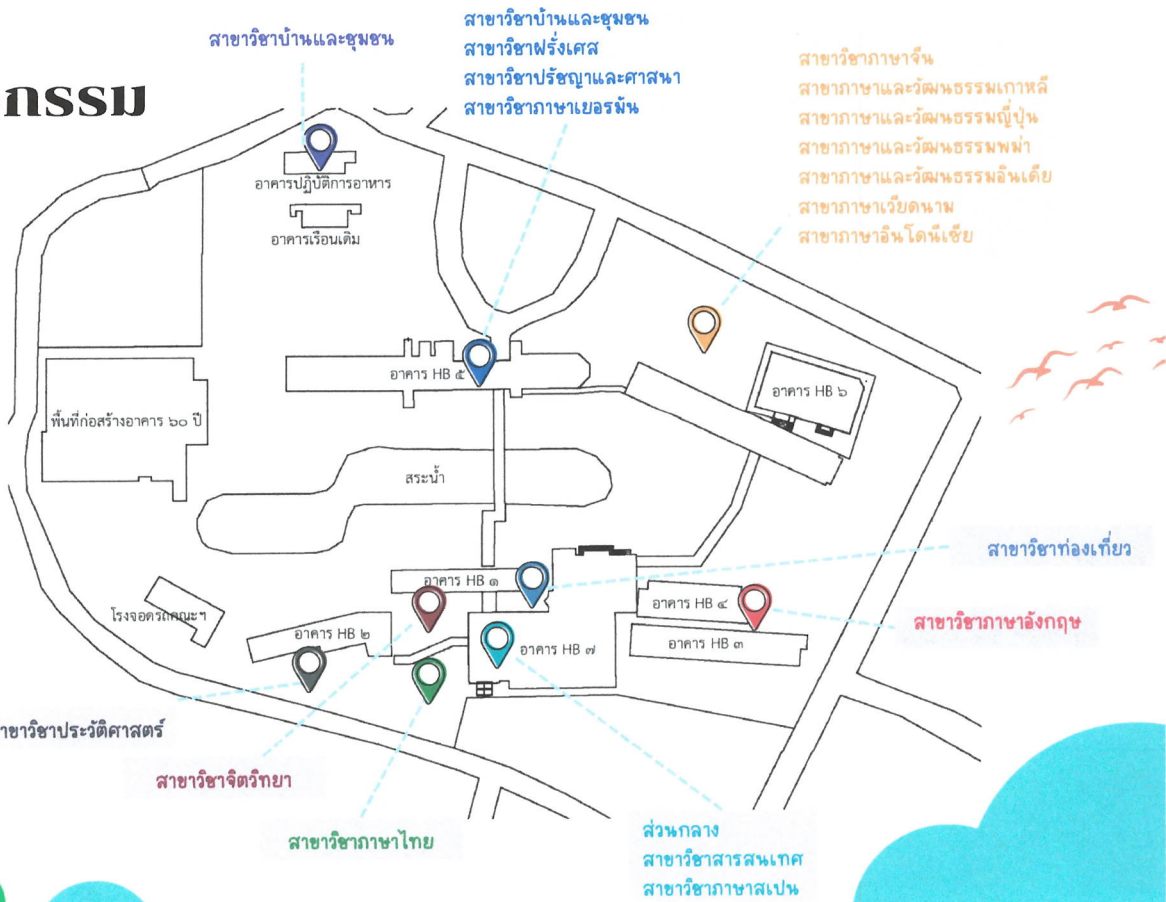 กรรม
สาขาวิชาบ้านและชุมชน
สาขาวิชาบ้านและชุมชน
สาขาวิชาฝรั่งเศส
สาขาวิชาปรัชญาและศาสนา
สาขาวิชาภาษาเยอรมัน
สาขาวิชาภาษาจีน
สาขาภาษาและวัฒนธรรมเกาหลี
สาขาภาษาและวัฒนธรรมญี่ปุ่น
สาขาภาษาและวัฒนธรรมพม่า
สาขาภาษาและวัฒนธรรมอินเดีย
สาขาภาษาเวียดนาม
สาขาภาษาอินโดนีเซีย
อาคารปฏิบัติการอาหาร
อาคารเรือนเดิม
อาคาร HB ๕
อาคาร HB ๖
พื้นที่ก่อสร้างอาคาร ๖๐ ปี
สระน้ำ
สาขาวิชาท่องเที่ยว
อาคาร HB ๑
โรงจอดรถคณะฯ
อาคาร HB ๔
สาขาวิชาภาษาอังกฤษ
อาคาร HB ๒
อาคาร HB ๗
อาคาร HB ๓
าขาวิชาประวัติศาสตร์
สาขาวิชาจิตวิทยา
สาขาวิชาภาษาไทย
ส่วนกลาง
สาขาวิชาสารสนเทศ
สาขาวิชาภาษาสเปน